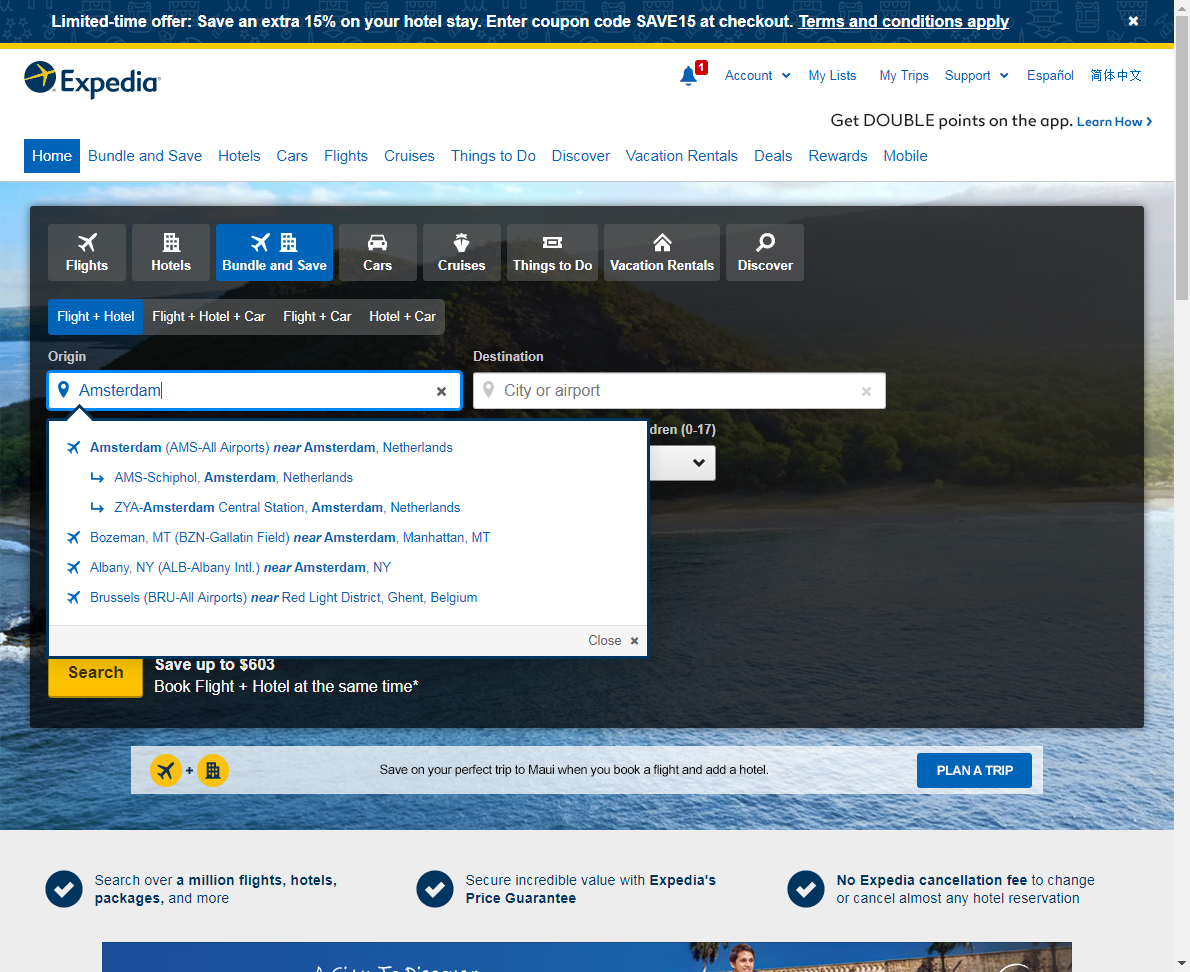 Limited-time offer: Save an extra 15% on your hotel stay. Enter coupon code SAVE15 at checkout. Terms and conditions apply
Expedia
1
Account
My Lists
My Trips
Support
Español
简体中文
Get DOUBLE points on the app. Learn How
Home
Bundle and Save
Hotels
Cars
Flights
Cruises
Things to Do
Discover
Vacation Rentals
Deals
Rewards
Mobile
Flights
Hotels
Bundle and Save
Cars
Cruises
Things to Do
Vacation Rentals
Discover
Flight + Hotel
Flight + Hotel + Car
Flight + Car
Hotel + Car
Origin
Destination
Amsterdam
City or airport
dren (0-17)
Amsterdam (AMS-All Airports) near Amsterdam, Netherlands
AMS-Schiphol, Amsterdam, Netherlands
ZYA-Amsterdam Central Station, Amsterdam, Netherlands
Bozeman, MT (BZN-Gallatin Field) near Amsterdam, Manhattan, MT
Albany, NY (ALB-Albany Intl.) near Amsterdam, NY
Brussels (BRU-All Airports) near Red Light District, Ghent, Belgium
Close
Search
Save up to $603
Book Flight + Hotel at the same time*
+
Save on your perfect trip to Maui when you book a flight and add a hotel.
PLAN A TRIP
Search over a million flights, hotels,
packages, and more
Secure incredible value with Expedia's
Price Guarantee
No Expedia cancellation fee to change
or cancel almost any hotel reservation